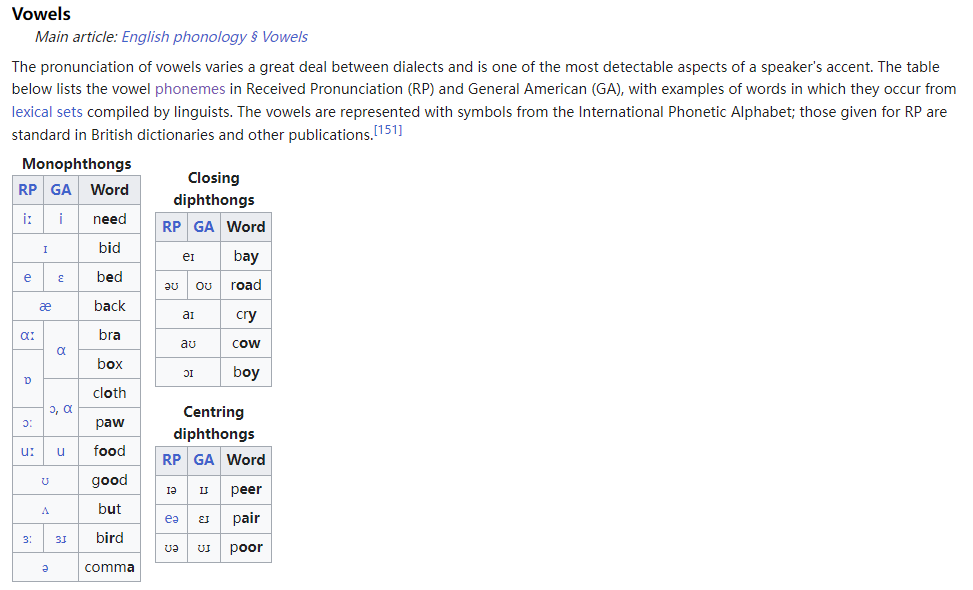 Vowels
Main article: English phonology § Vowels
The pronunciation of vowels varies a great deal between dialects and is one of the most detectable aspects of a speaker's accent. The table
below lists the vowel phonemes in Received Pronunciation (RP) and General American (GA), with examples of words in which they occur from
lexical sets compiled by linguists. The vowels are represented with symbols from the International Phonetic Alphabet; those given for RP are
standard in British dictionaries and other publications.[151]
Monophthongs
RP GA Word
iː i need
ɪ bid
e ɛ bed
æ back
ɑː ɑ bra
ɒ box
ɔ, ɑ cloth
ɔː paw
uː u food
ʊ good
ʌ but
ɜː ɜɹ bird
ə comma
Closing
diphthongs
RP GA Word
eɪ bay
əʊ oʊ road
aɪ cry
aʊ cow
ɔɪ boy
Centring
diphthongs
RP GA Word
ɪə ɪɹ peer
eə ɛɹ pair
ʊə ʊɹ poor